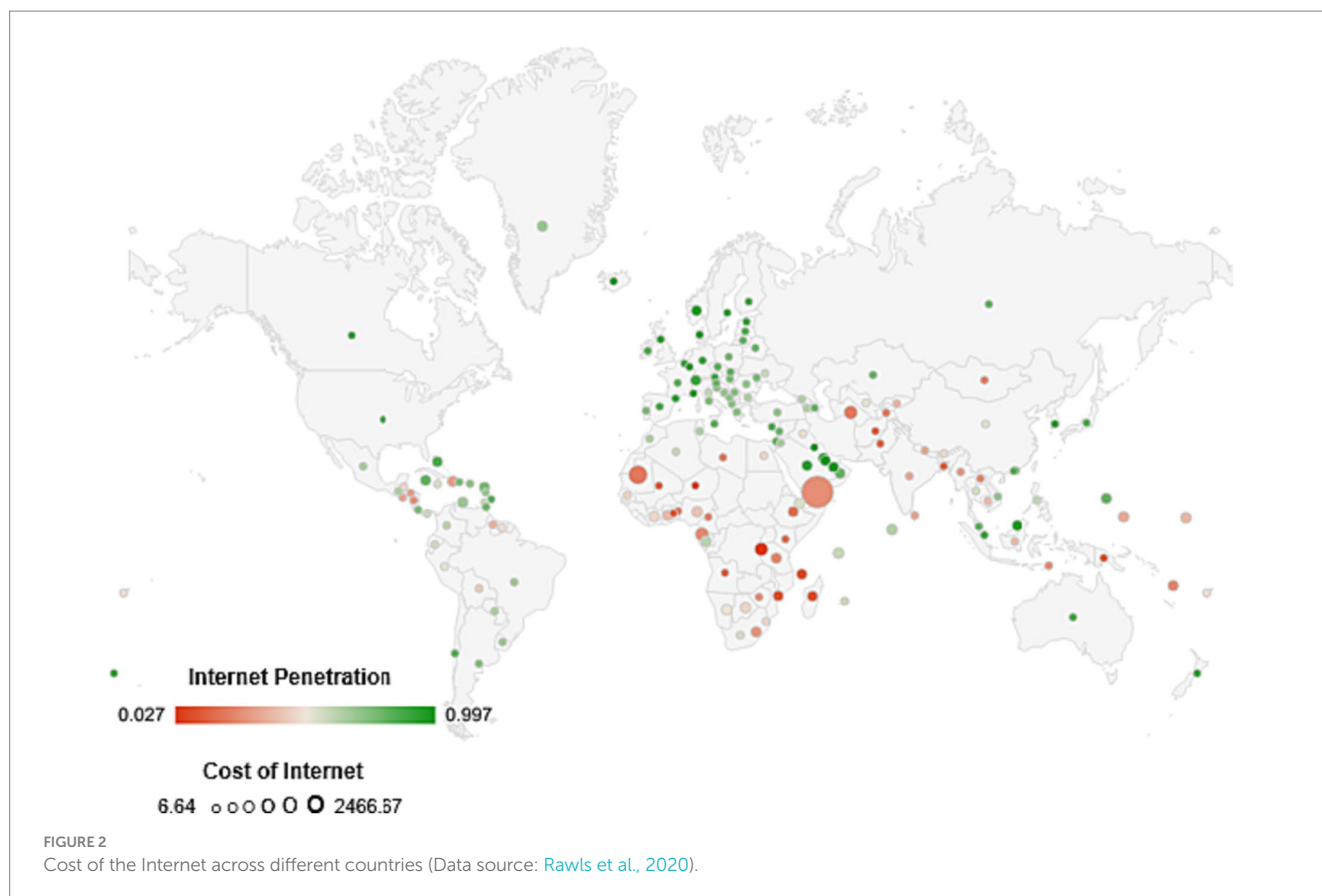 Internet Penetration
0.027 0.997
Cost of Internet
6.64 2466.67
FIGURE 2
Cost of the Internet across different countries (Data source: Rawls et al., 2020).